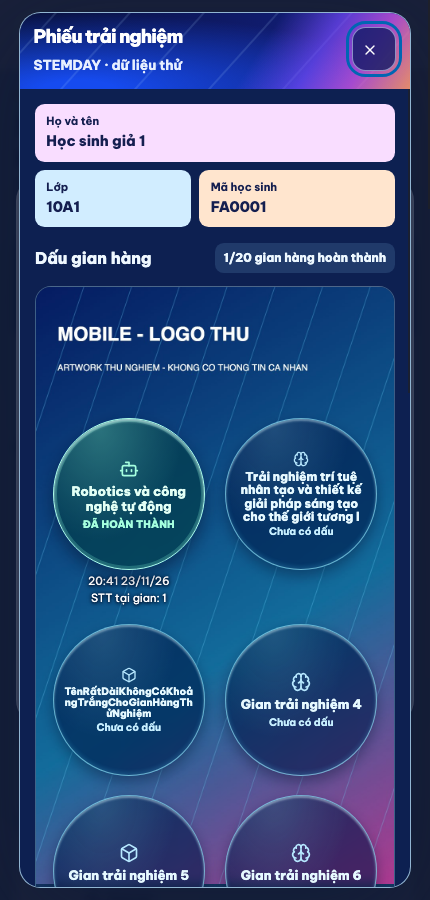 Phiếu trải nghiệm
STEMDAY · dữ liệu thử
Họ và tên
Học sinh giả 1
Lớp
10A1
Mã học sinh
FA0001
Dấu gian hàng
1/20 gian hàng hoàn thành
MOBILE - LOGO THU
ARTWORK THU NGHIEM - KHONG CO THONG TIN CA NHAN
Robotics và công
nghệ tự động
ĐÃ HOÀN THÀNH
20:41 23/11/26
STT tại gian: 1
Trải nghiệm trí tuệ
nhân tạo và thiết kế
giải pháp sáng tạo
cho thế giới tương l
Chưa có dấu
TênRấtDàiKhôngCóKhoả
ngTrắngChoGianHàngTh
ửNghiệm
Chưa có dấu
Gian trải nghiệm 4
Chưa có dấu
Gian trải nghiệm 5
Gian trải nghiệm 6